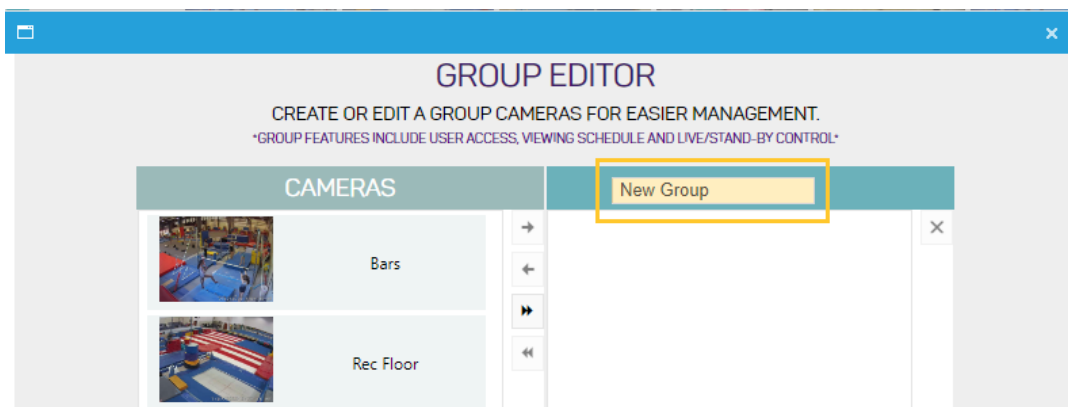 GROUP EDITOR
CREATE OR EDIT A GROUP CAMERAS FOR EASIER MANAGEMENT.
*GROUP FEATURES INCLUDE USER ACCESS, VIEWING SCHEDULE AND LIVE/STAND-BY CONTROL*
CAMERAS
New Group
Bars
Rec Floor